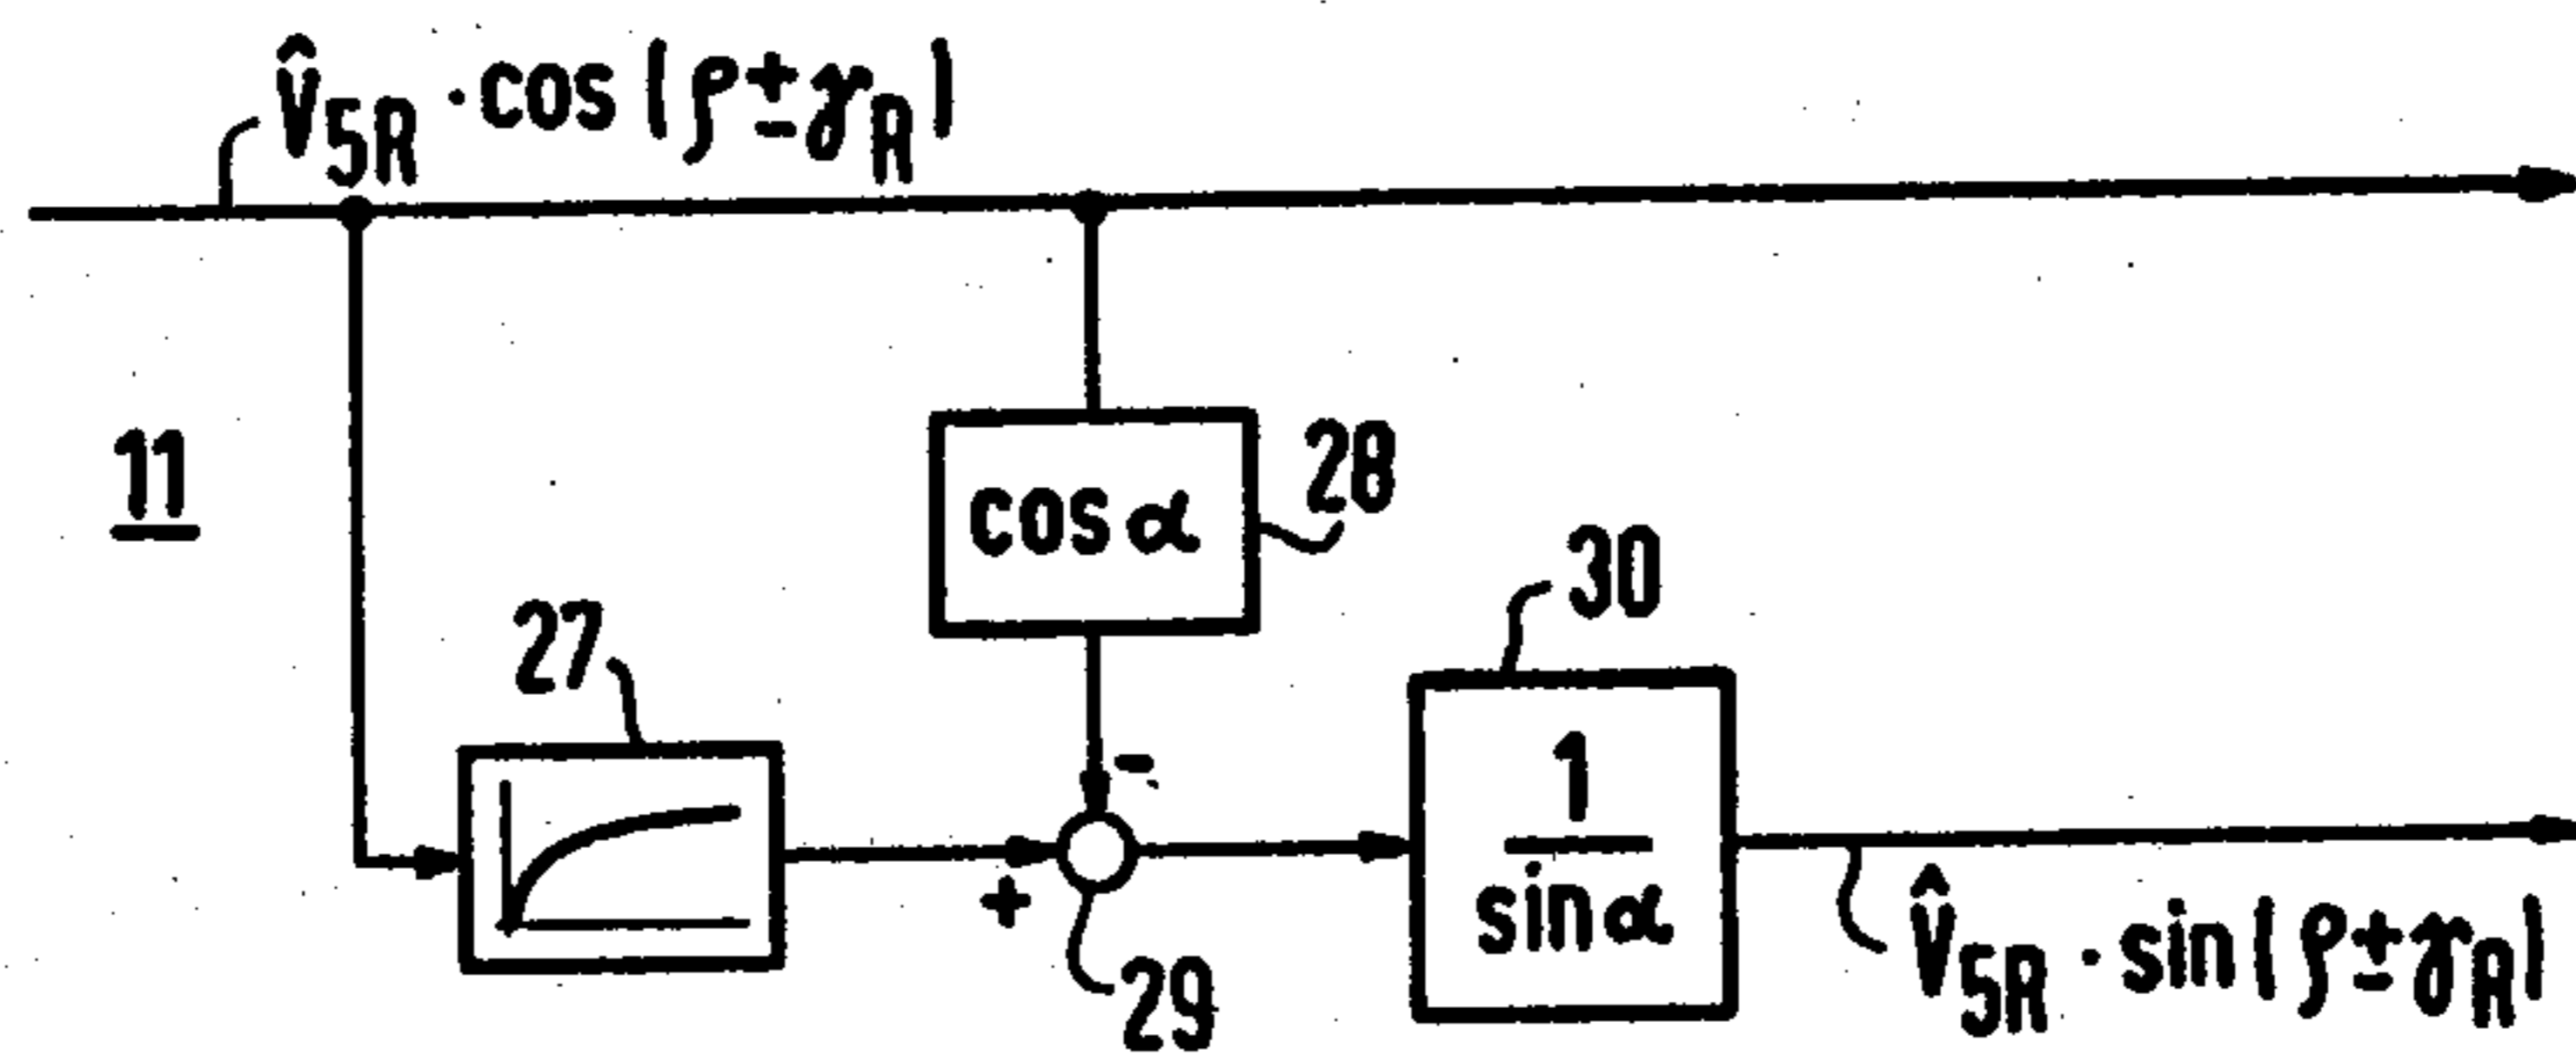 v̂5R · cos (ρ ± γR)
11
cos α
28
27
30
1
sin α
-
+
29
v̂5R · sin (ρ ± γR)